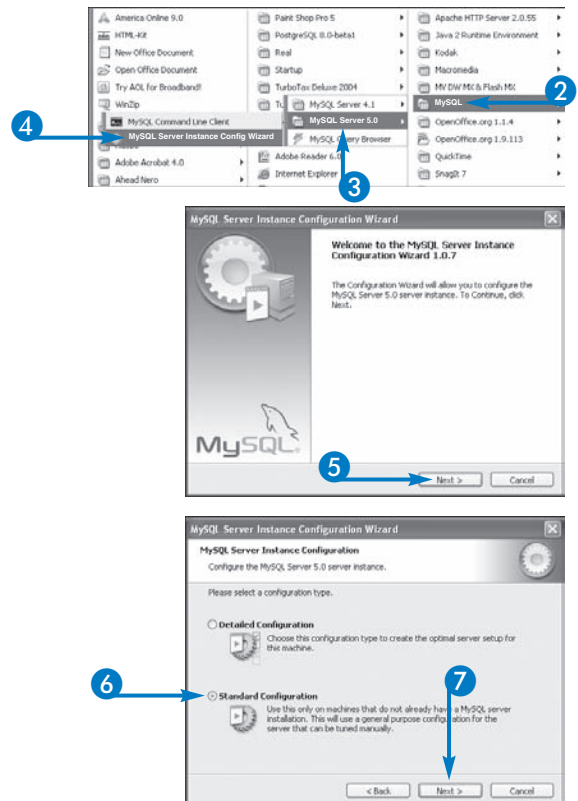 America Online 9.0
HTML-Kit
New Office Document
Open Office Document
Try AOL for Broadband!
WinZip
MySQL Command Line Client
MySQL Server Instance Config Wizard
Adobe Acrobat 4.0
Ahead Nero
Paint Shop Pro 5
PostgreSQL 8.0-beta1
Real
Startup
TurboTax Deluxe 2004
MySQL Server 4.1
MySQL Server 5.0
MySQL Query Browser
Adobe Reader 6.0
Internet Explorer
Apache HTTP Server 2.0.55
Java 2 Runtime Environment
Kodak
Macromedia
MV DW MX & Flash MX
MySQL
OpenOffice.org 1.1.4
OpenOffice.org 1.9.113
QuickTime
SnagIt 7
2
3
4
MySQL Server Instance Configuration Wizard
Welcome to the MySQL Server Instance
Configuration Wizard 1.0.7
The Configuration Wizard will allow you to configure the
MySQL Server 5.0 server instance. To Continue, click
Next.
MySQL
5
Next >
Cancel
MySQL Server Instance Configuration Wizard
MySQL Server Instance Configuration
Configure the MySQL Server 5.0 server instance.
Please select a configuration type.
Detailed Configuration
Choose this configuration type to create the optimal server setup for
this machine.
6
7
Standard Configuration
Use this only on machines that do not already have a MySQL server
installation. This will use a general purpose configuration for the
server that can be tuned manually.
< Back
Next >
Cancel